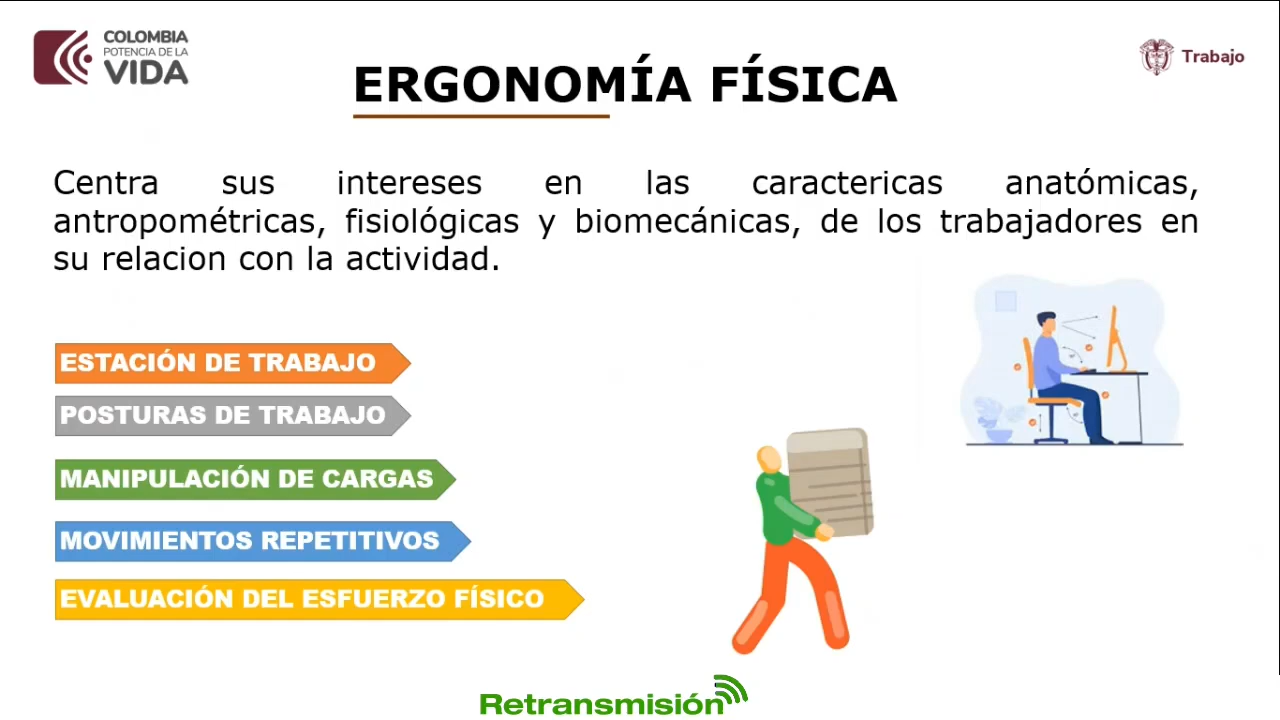 COLOMBIA
POTENCIA DE LA
VIDA
Trabajo
ERGONOMÍA FÍSICA
Centra sus intereses en las caractericas anatómicas,
antropométricas, fisiológicas y biomecánicas, de los trabajadores en
su relacion con la actividad.
ESTACIÓN DE TRABAJO
POSTURAS DE TRABAJO
MANIPULACIÓN DE CARGAS
MOVIMIENTOS REPETITIVOS
EVALUACIÓN DEL ESFUERZO FÍSICO
Retransmisión